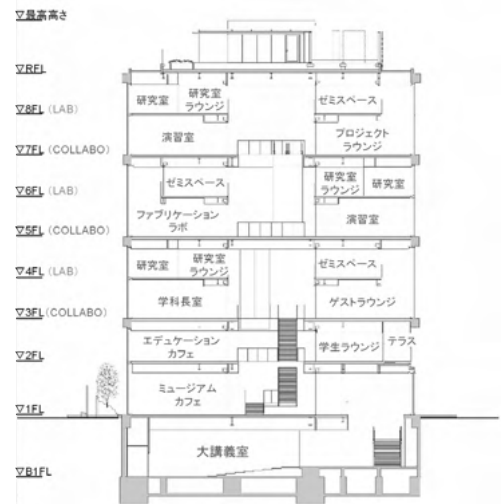 ▽最高高さ
▽RFL
研究室
研究室
ラウンジ
ゼミスペース
▽8FL (LAB)
演習室
プロジェクト
ラウンジ
▽7FL (COLLABO)
ゼミスペース
研究室
ラウンジ
研究室
▽6FL (LAB)
ファブリケーション
ラボ
演習室
▽5FL (COLLABO)
研究室
研究室
ラウンジ
ゼミスペース
▽4FL (LAB)
学科長室
ゲストラウンジ
▽3FL (COLLABO)
エデュケーション
カフェ
学生ラウンジ
テラス
▽2FL
ミュージアム
カフェ
▽1FL
大講義室
▽B1FL